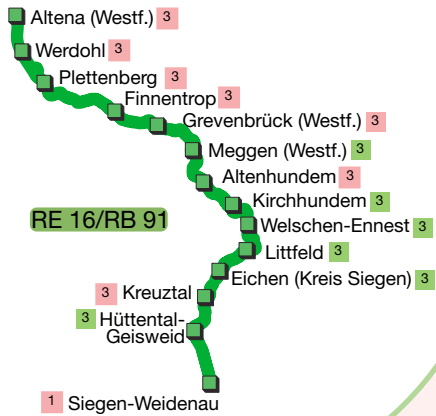 Altena (Westf.) 3
Werdohl 3
Plettenberg 3
Finnentrop 3
Grevenbrück (Westf.) 3
Meggen (Westf.) 3
Altenhundem 3
Kirchhundem 3
RE 16/RB 91
Welschen-Ennest 3
Littfeld 3
Eichen (Kreis Siegen) 3
3 Kreuztal
3 Hüttental-
Geisweid
1 Siegen-Weidenau